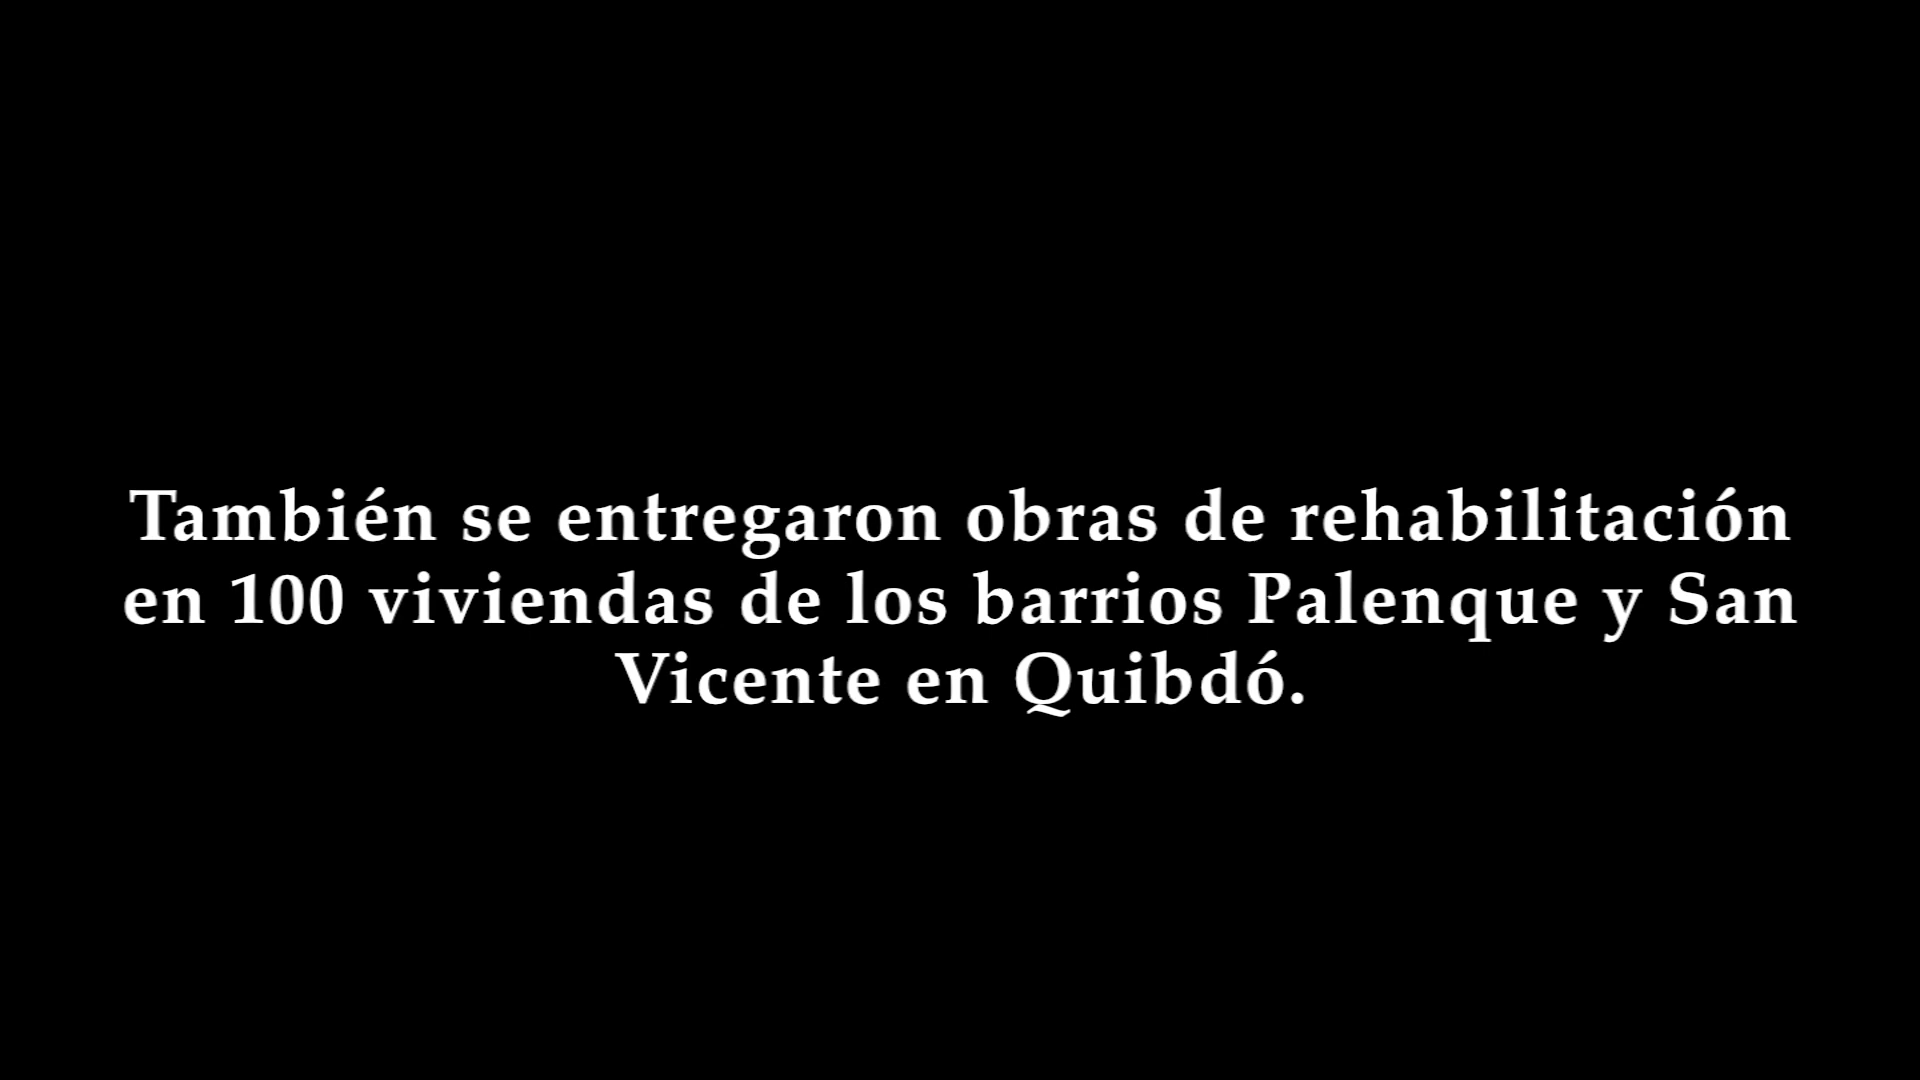 También se entregaron obras de rehabilitación
en 100 viviendas de los barrios Palenque y San
Vicente en Quibdó.